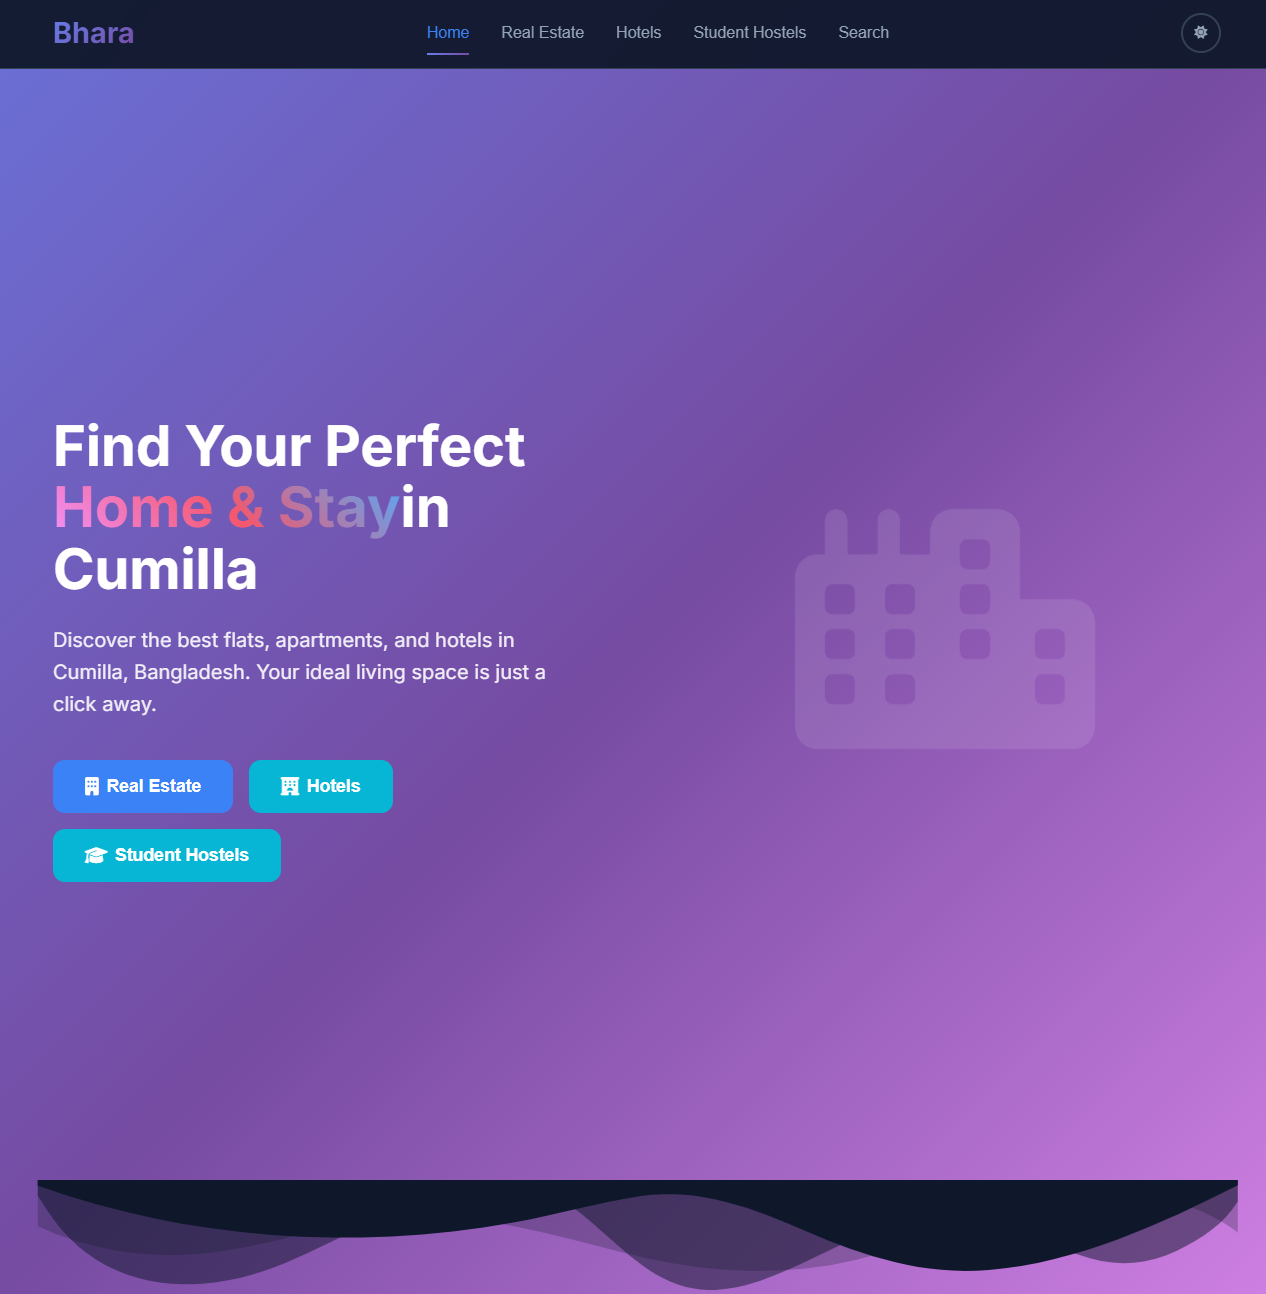 Bhara
Home Real Estate Hotels Student Hostels Search
Find Your Perfect
Home & Stayin
Cumilla
Discover the best flats, apartments, and hotels in
Cumilla, Bangladesh. Your ideal living space is just a
click away.
Real Estate Hotels
Student Hostels